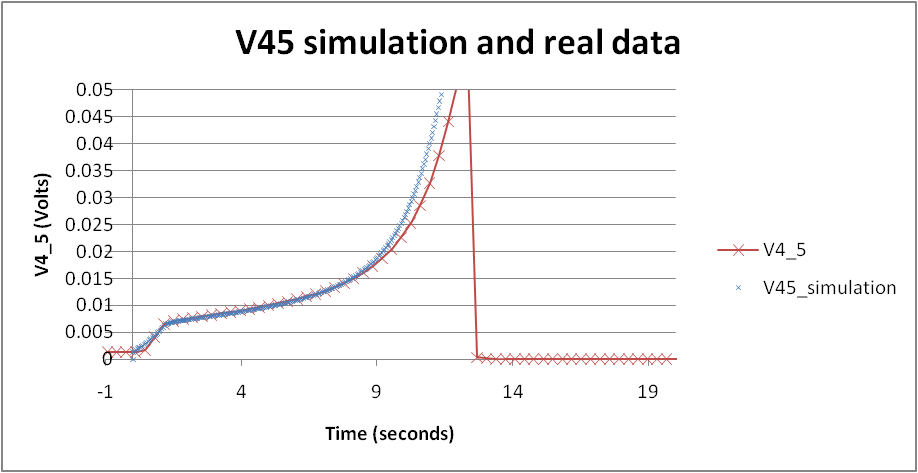 V45 simulation and real data
0.05
0.045
0.04
0.035
0.03
0.025
0.02
0.015
0.01
0.005
0
V4_5 (Volts)
-1 4 9 14 19
Time (seconds)
V4_5
V45_simulation